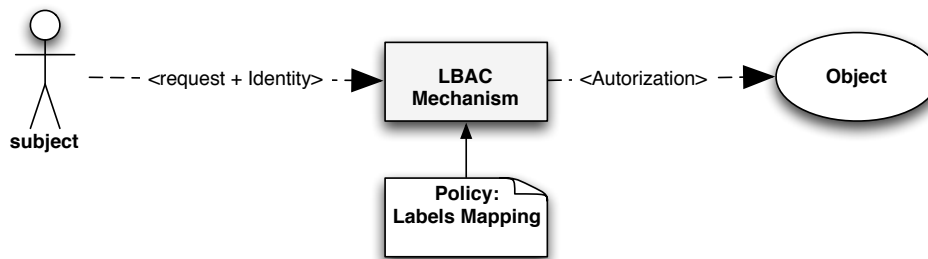 subject
<request + Identity>
LBAC
Mechanism
<Autorization>
Object
Policy:
Labels Mapping